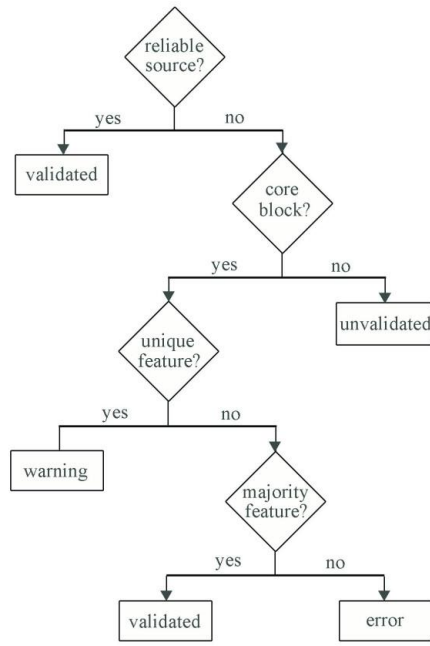 reliable
source?
yes
no
validated
core
block?
yes
no
unique
feature?
unvalidated
yes
no
warning
majority
feature?
yes
no
validated
error